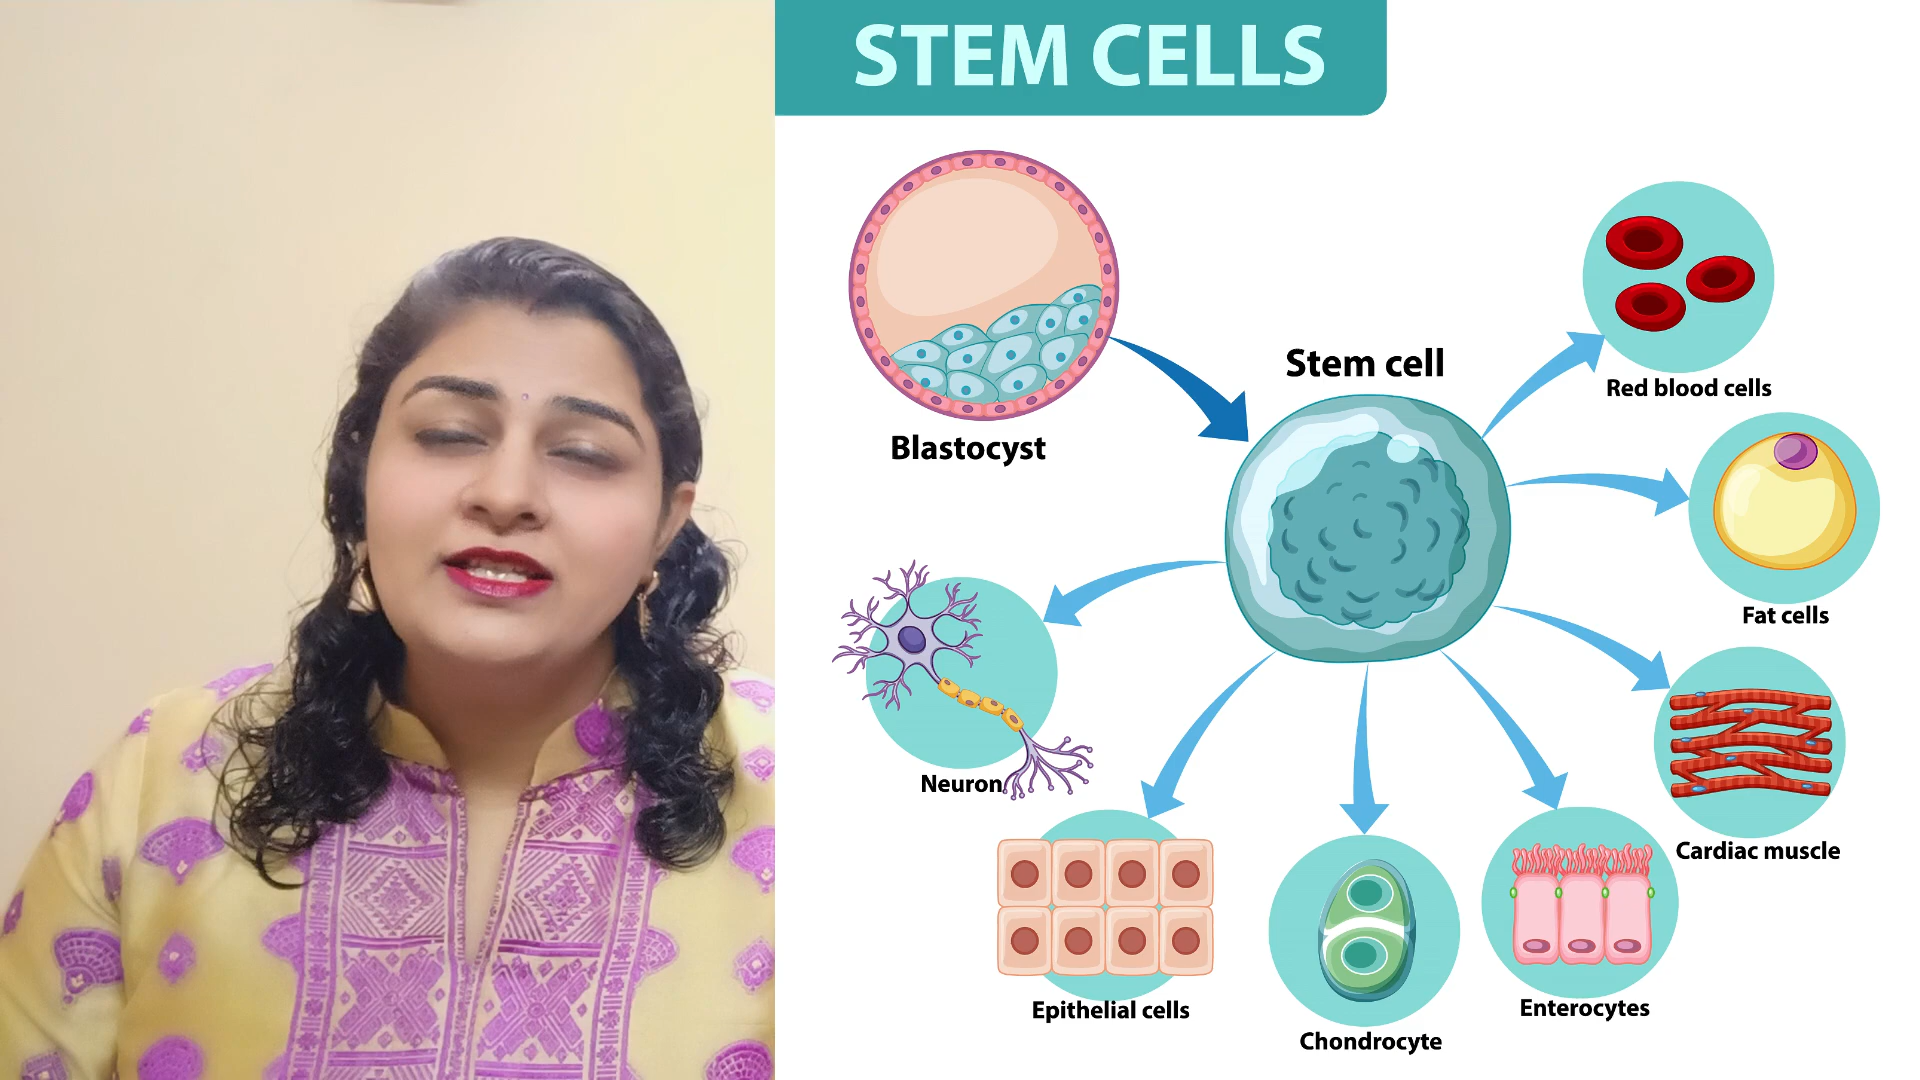 STEM CELLS
Blastocyst
Stem cell
Red blood cells
Fat cells
Cardiac muscle
Enterocytes
Chondrocyte
Epithelial cells
Neuron